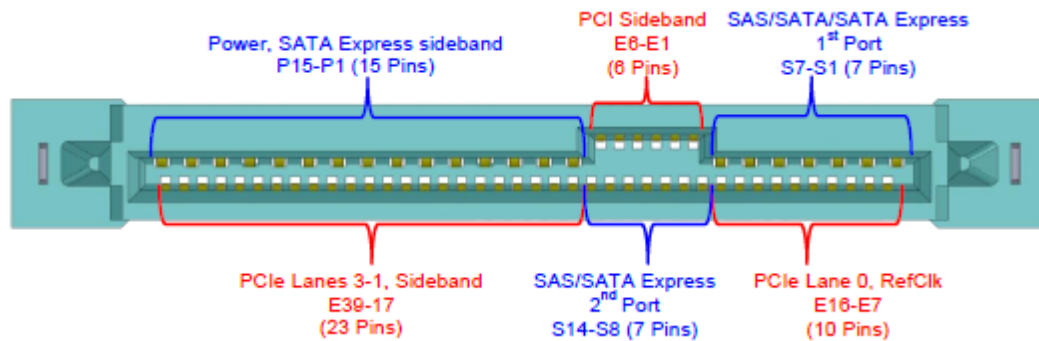 Power, SATA Express sideband
P15-P1 (15 Pins)
PCI Sideband
E6-E1
(6 Pins)
SAS/SATA/SATA Express
1st Port
S7-S1 (7 Pins)
PCIe Lanes 3-1, Sideband
E39-17
(23 Pins)
SAS/SATA Express
2nd Port
S14-S8 (7 Pins)
PCIe Lane 0, RefClk
E16-E7
(10 Pins)